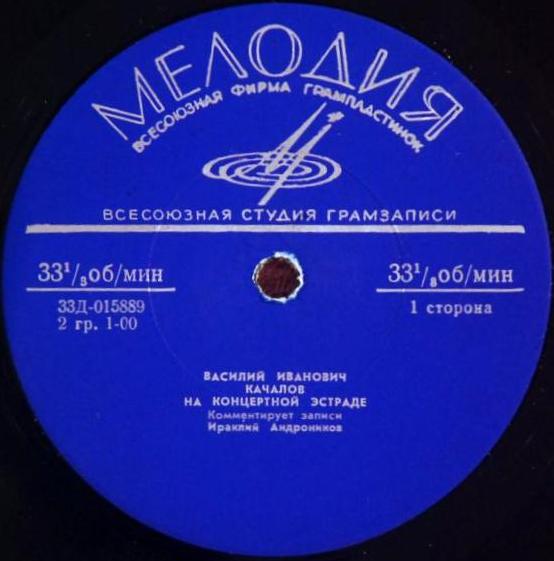 МЕЛОДИЯ
ВСЕСОЮЗНАЯ ФИРМА ГРАМПЛАСТИНОК
ВСЕСОЮЗНАЯ СТУДИЯ ГРАМЗАПИСИ
33¹/₃об/мин
33Д-015889
2 гр. 1-00
33¹/₃об/мин
1 сторона
ВАСИЛИЙ ИВАНОВИЧ
КАЧАЛОВ
НА КОНЦЕРТНОЙ ЭСТРАДЕ
Комментирует записи
Ираклий Андроников